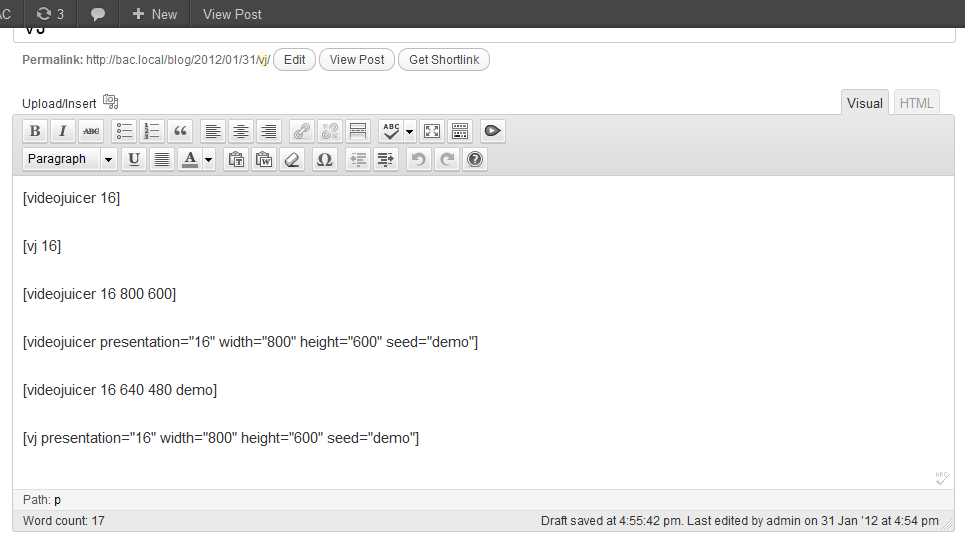 AC 3 New View Post
VJ
Permalink: http://bac.local/blog/2012/01/31/vj/ Edit View Post Get Shortlink
Upload/Insert Visual HTML
B I ABC ABC
Paragraph U A T W Ω ?
[videojuicer 16]
[vj 16]
[videojuicer 16 800 600]
[videojuicer presentation="16" width="800" height="600" seed="demo"]
[videojuicer 16 640 480 demo]
[vj presentation="16" width="800" height="600" seed="demo"]
ABC
Path: p
Word count: 17 Draft saved at 4:55:42 pm. Last edited by admin on 31 Jan '12 at 4:54 pm